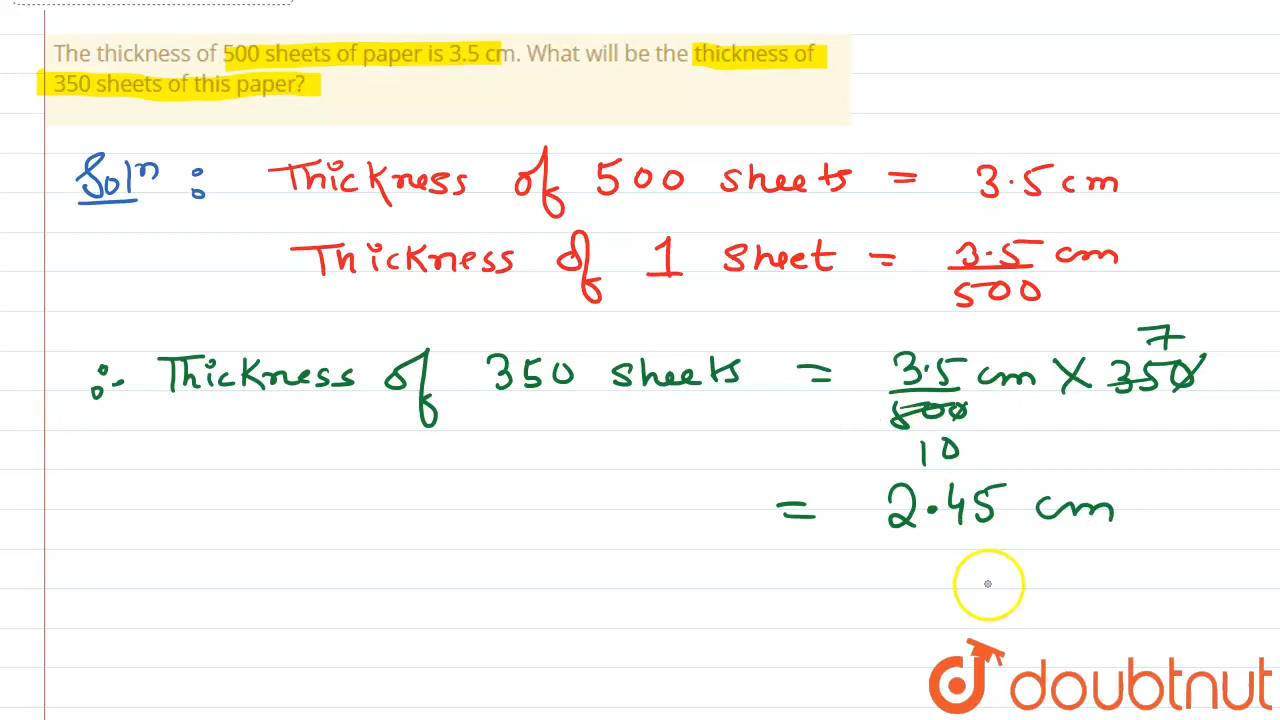 The thickness of 500 sheets of paper is 3.5 cm. What will be the thickness of
350 sheets of this paper?
Solⁿ : Thickness of 500 sheets = 3.5 cm
Thickness of 1 sheet = 3.5/500 cm
∴ Thickness of 350 sheets = 3.5/500 cm × 350
7
10
= 2.45 cm
doubtnut